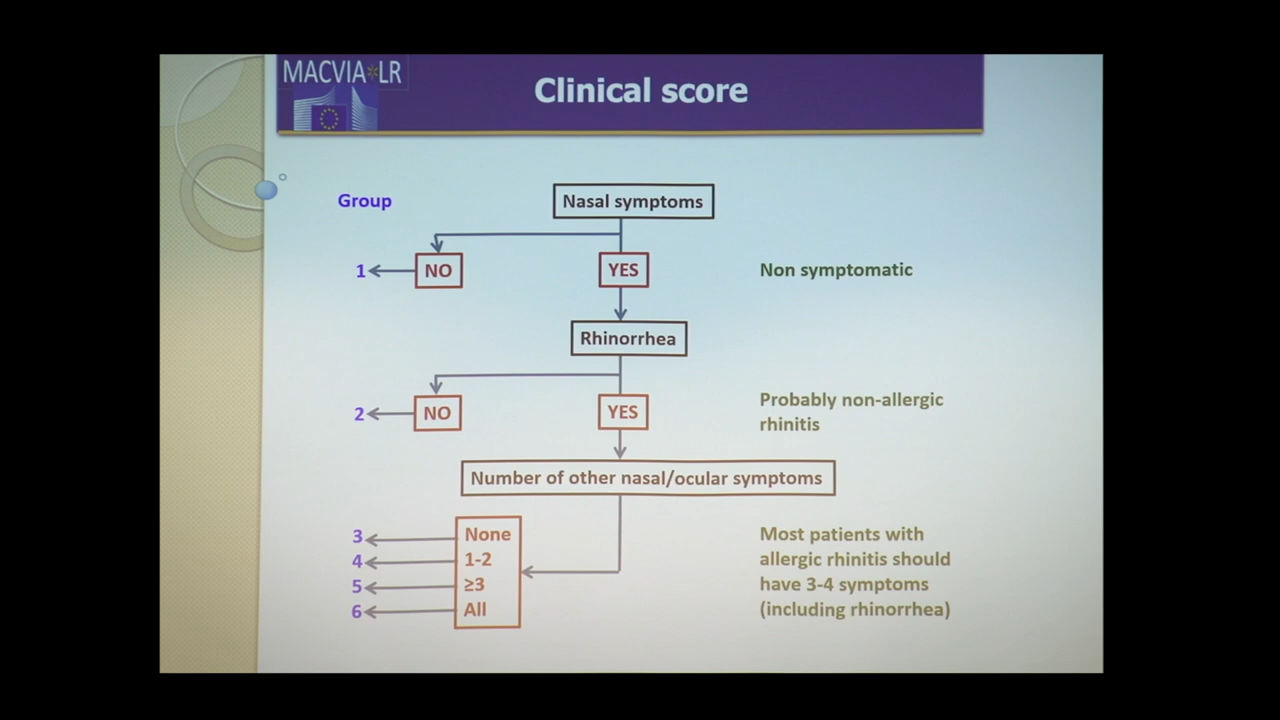 MACVIA*LR
Clinical score
Group
Nasal symptoms
1
NO
YES
Non symptomatic
Rhinorrhea
2
NO
YES
Probably non-allergic
rhinitis
Number of other nasal/ocular symptoms
3
None
4
1-2
5
≥3
6
All
Most patients with
allergic rhinitis should
have 3-4 symptoms
(including rhinorrhea)